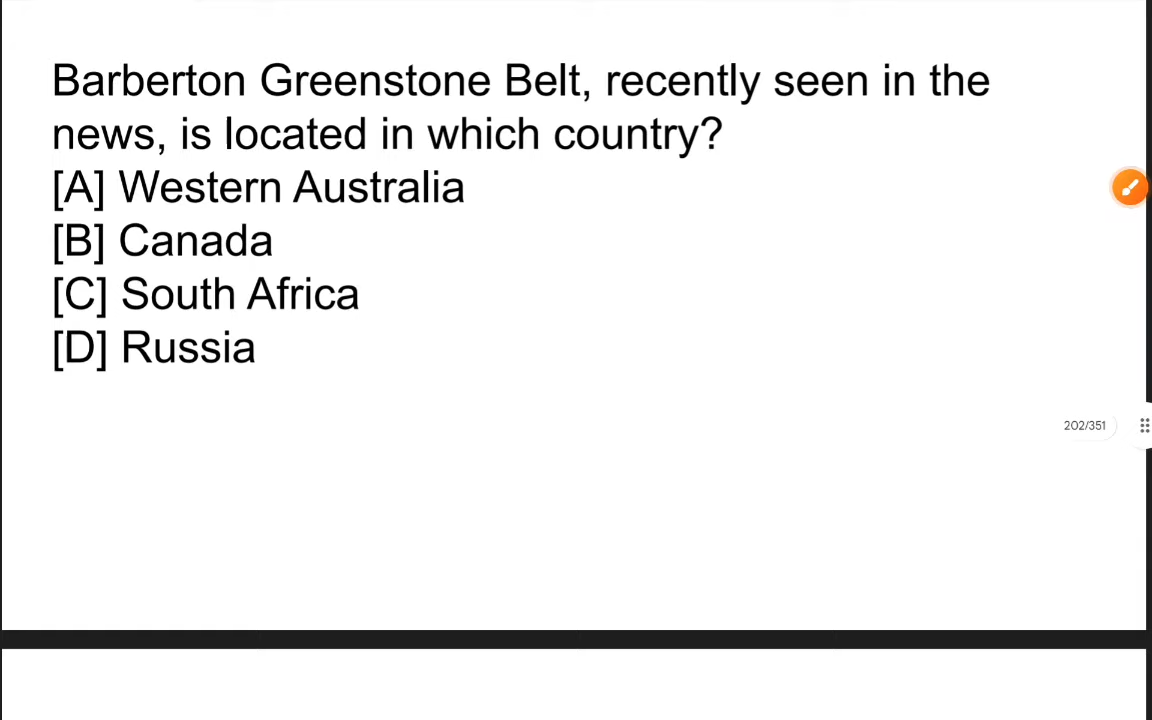 Barberton Greenstone Belt, recently seen in the
news, is located in which country?
[A] Western Australia
[B] Canada
[C] South Africa
[D] Russia
202/351